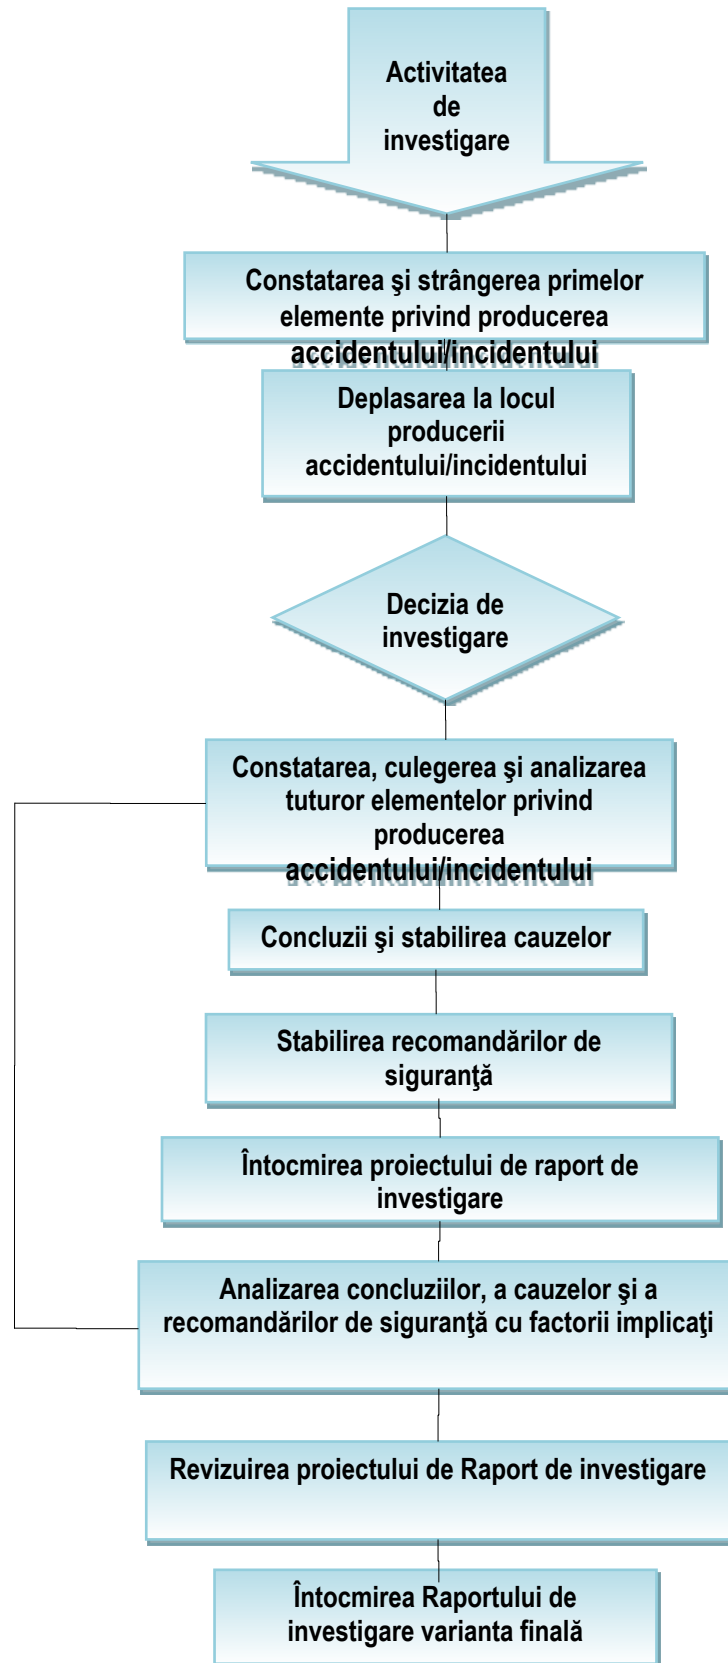 Activitatea
de
investigare
Constatarea şi strângerea primelor
elemente privind producerea
accidentului/incidentului
Deplasarea la locul
producerii
accidentului/incidentului
Decizia de
investigare
Constatarea, culegerea şi analizarea
tuturor elementelor privind
producerea
accidentului/incidentului
Concluzii şi stabilirea cauzelor
Stabilirea recomandărilor de
siguranţă
Întocmirea proiectului de raport de
investigare
Analizarea concluziilor, a cauzelor şi a
recomandărilor de siguranţă cu factorii implicaţi
Revizuirea proiectului de Raport de investigare
Întocmirea Raportului de
investigare varianta finală